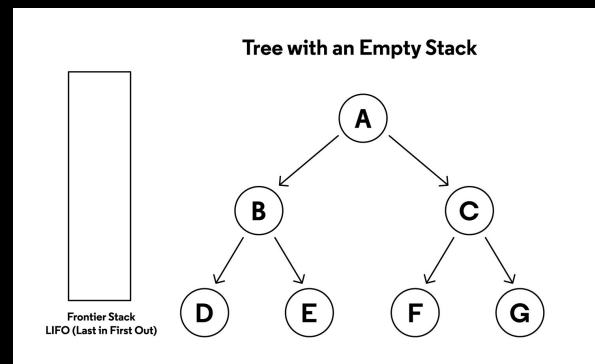 Tree with an Empty Stack
A
B
C
D
E
F
G
Frontier Stack
LIFO (Last in First Out)